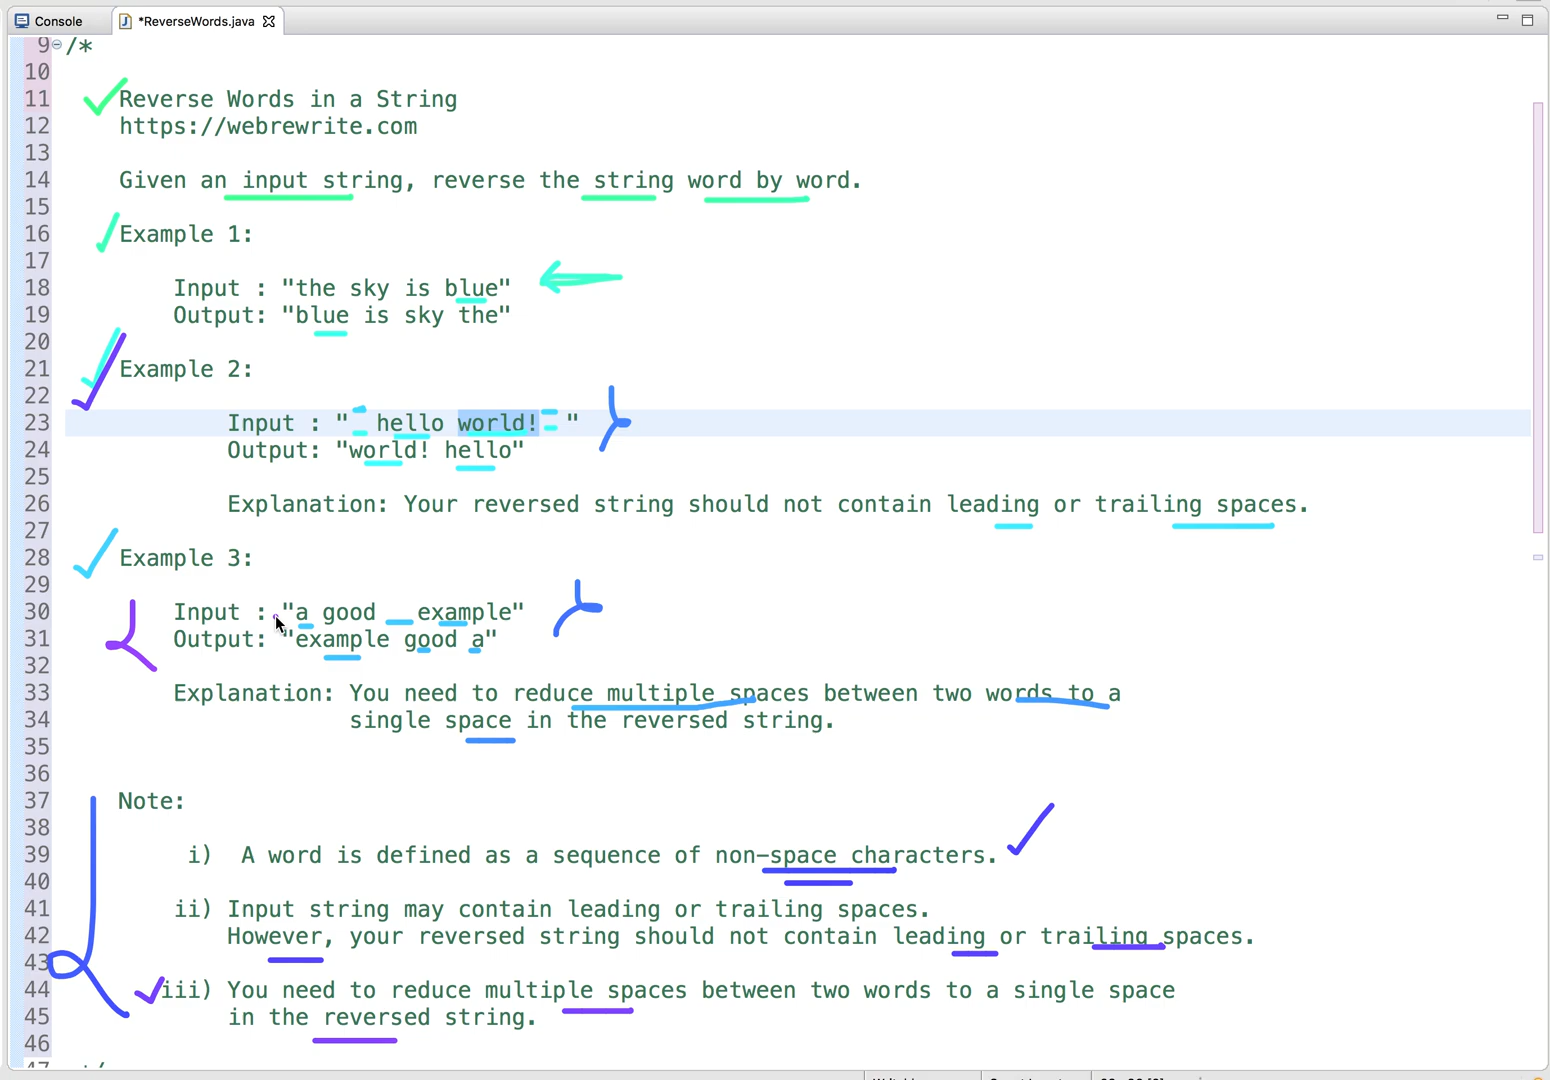 Console *ReverseWords.java
9 /*
10
11 Reverse Words in a String
12 https://webrewrite.com
13
14 Given an input string, reverse the string word by word.
15
16 Example 1:
17
18 Input : "the sky is blue"
19 Output: "blue is sky the"
20
21 Example 2:
22
23 Input : "  hello world!  "
24 Output: "world! hello"
25
26 Explanation: Your reversed string should not contain leading or trailing spaces.
27
28 Example 3:
29
30 Input : "a good   example"
31 Output: "example good a"
32
33 Explanation: You need to reduce multiple spaces between two words to a
34 single space in the reversed string.
35
36
37 Note:
38
39 i) A word is defined as a sequence of non-space characters.
40
41 ii) Input string may contain leading or trailing spaces.
42 However, your reversed string should not contain leading or trailing spaces.
43
44 iii) You need to reduce multiple spaces between two words to a single space
45 in the reversed string.
46
47